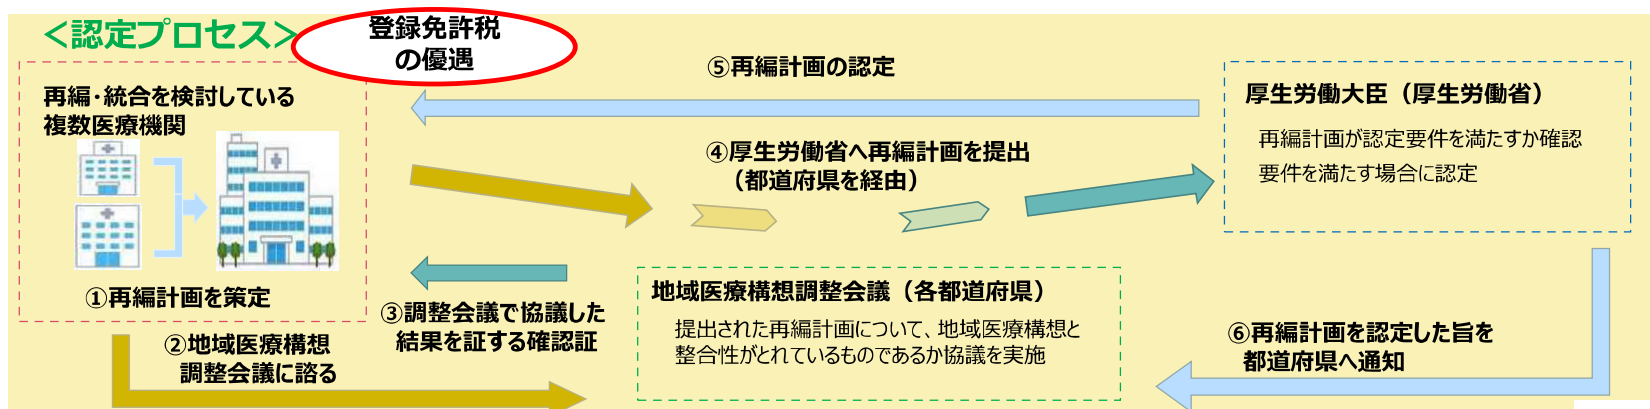 ＜認定プロセス＞
登録免許税
の優遇
再編・統合を検討している
複数医療機関
①再編計画を策定
②地域医療構想
調整会議に諮る
③調整会議で協議した
結果を証する確認証
④厚生労働省へ再編計画を提出
（都道府県を経由）
⑤再編計画の認定
地域医療構想調整会議（各都道府県）
提出された再編計画について、地域医療構想と
整合性がとれているものであるか協議を実施
厚生労働大臣（厚生労働省）
再編計画が認定要件を満たすか確認
要件を満たす場合に認定
⑥再編計画を認定した旨を
都道府県へ通知